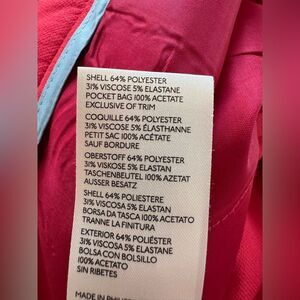 SHELL 64% POLYESTER
31% VISCOSE 5% ELASTANE
POCKET BAG 100% ACETATE
EXCLUSIVE OF TRIM
COQUILLE 64% POLYESTER
31% VISCOSE 5% ÉLASTHANNE
PETIT SAC 100% ACÉTATE
SAUF BORDURE
OBERSTOFF 64% POLYESTER
31% VISKOSE 5% ELASTAN
TASCHENBEUTEL 100% AZETAT
AUSSER BESATZ
SHELL 64% POLIESTERE
31% VISCOSA 5% ELASTAN
BORSA DA TASCA 100% ACETATO
TRANNE LA FINITURA
EXTERIOR 64% POLIÉSTER
31% VISCOSA 5% ELASTANO
BOLSA CON BOLSILLO
100% ACETATO
SIN RIBETES
MADE IN